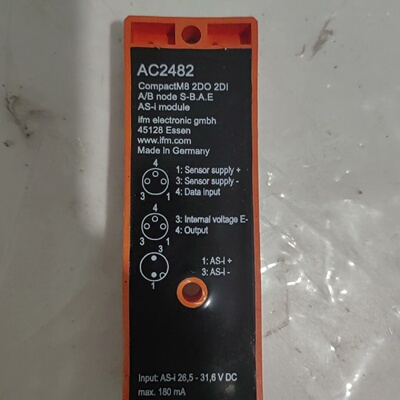 AC2482
CompactM8 2DO 2DI
A/B node S-B.A.E
AS-i module
ifm electronic gmbh
45128 Essen
www.ifm.com
Made in Germany
4
1: Sensor supply +
3: Sensor supply -
4: Data input
3 1
4
3: Internal voltage E-
4: Output
3 1
3
1: AS-i +
3: AS-i -
1
Input: AS-i 26,5 - 31,6 V DC
max. 180 mA